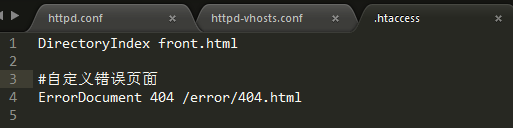 httpd.conf × httpd-vhosts.conf × .htaccess ×
1 DirectoryIndex front.html
2
3 #自定义错误页面
4 ErrorDocument 404 /error/404.html
5